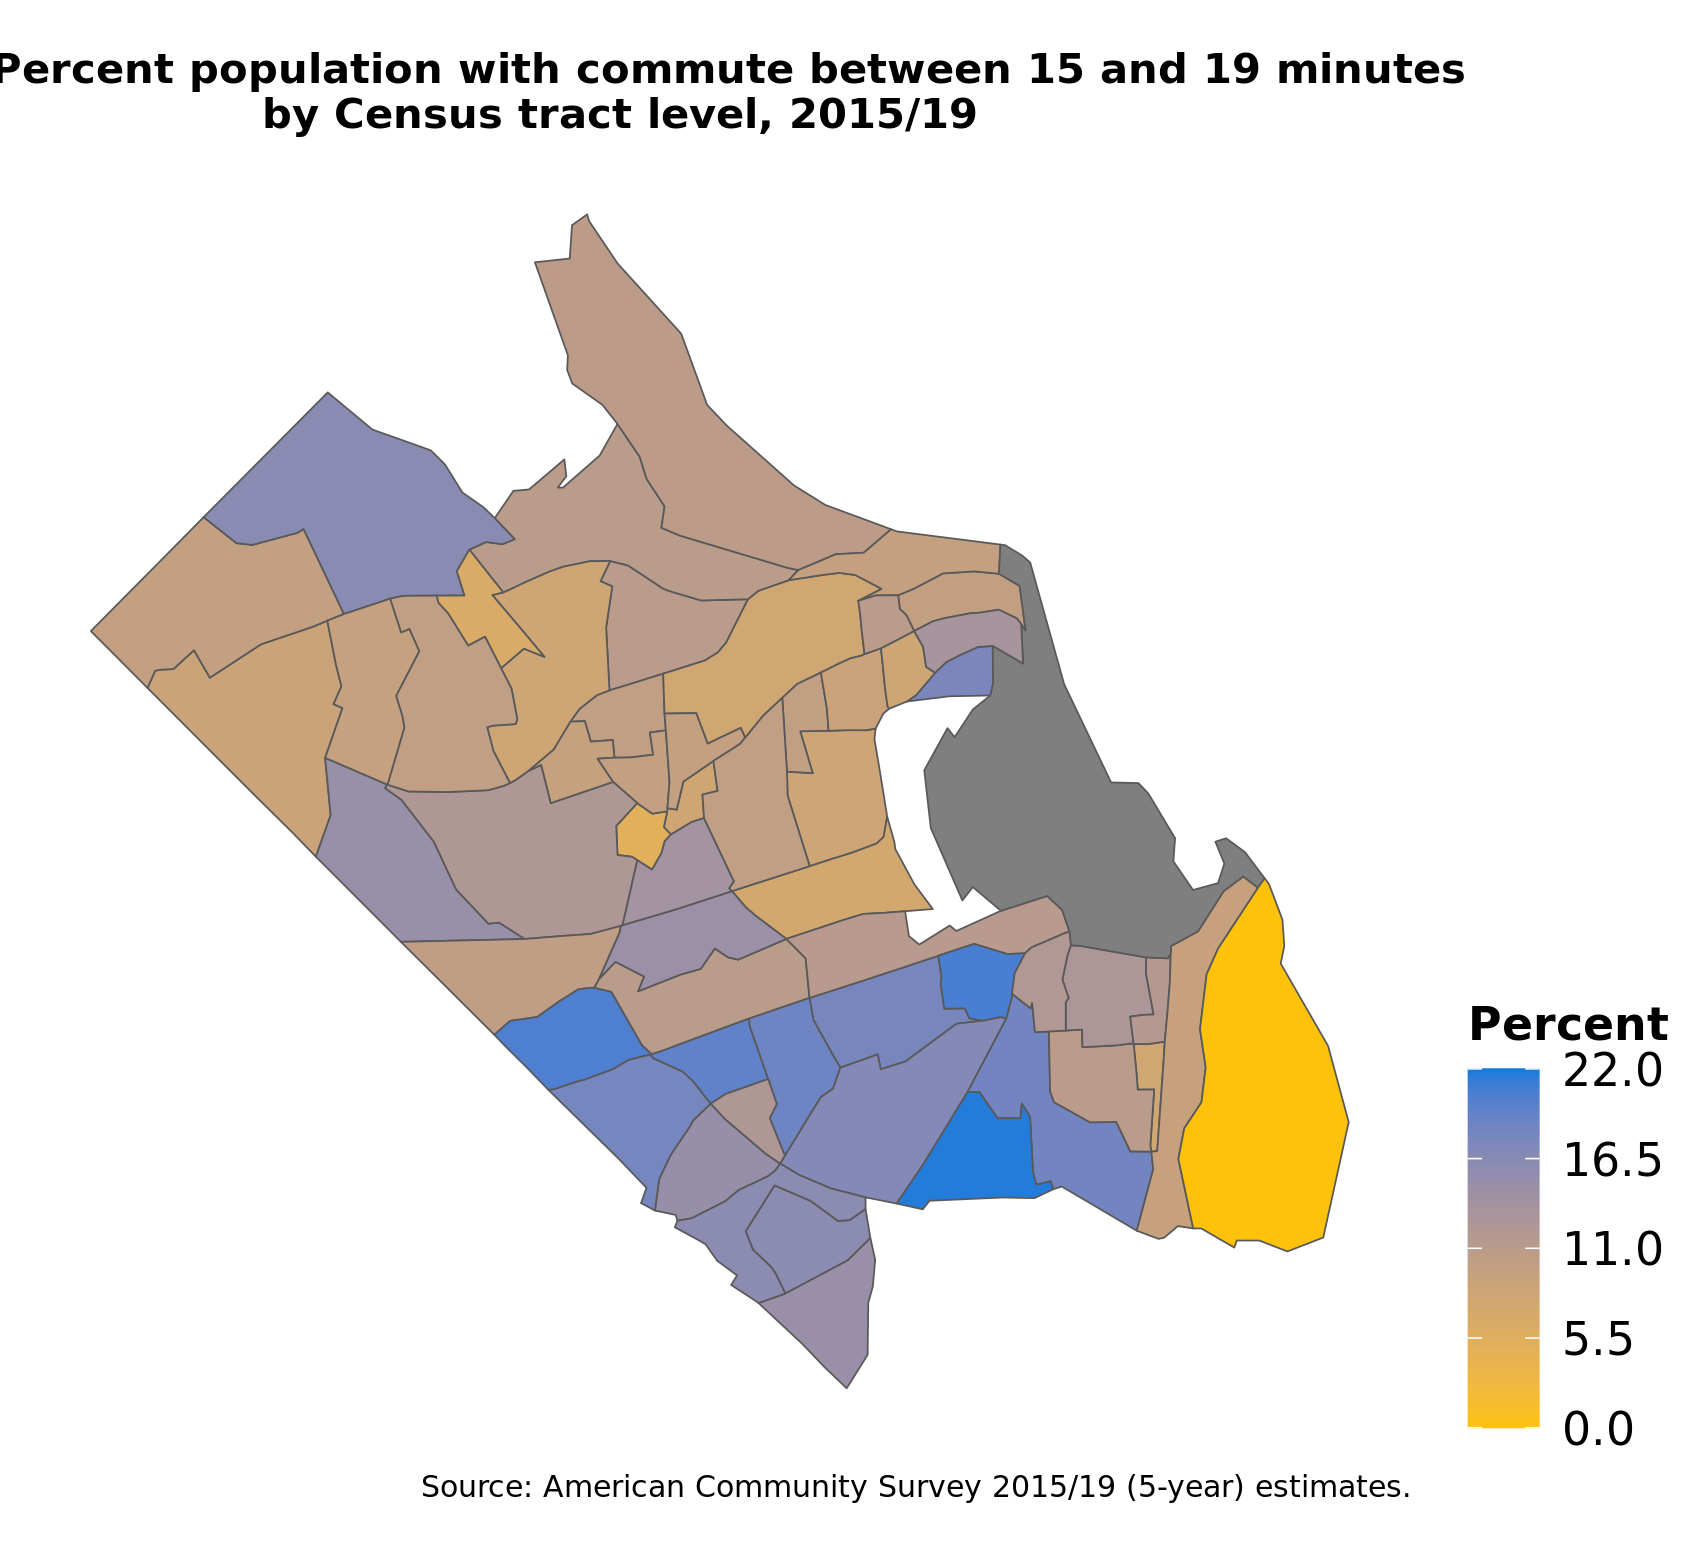 Percent population with commute between 15 and 19 minutes
by Census tract level, 2015/19
Percent
22.0
16.5
11.0
5.5
0.0
Source: American Community Survey 2015/19 (5-year) estimates.